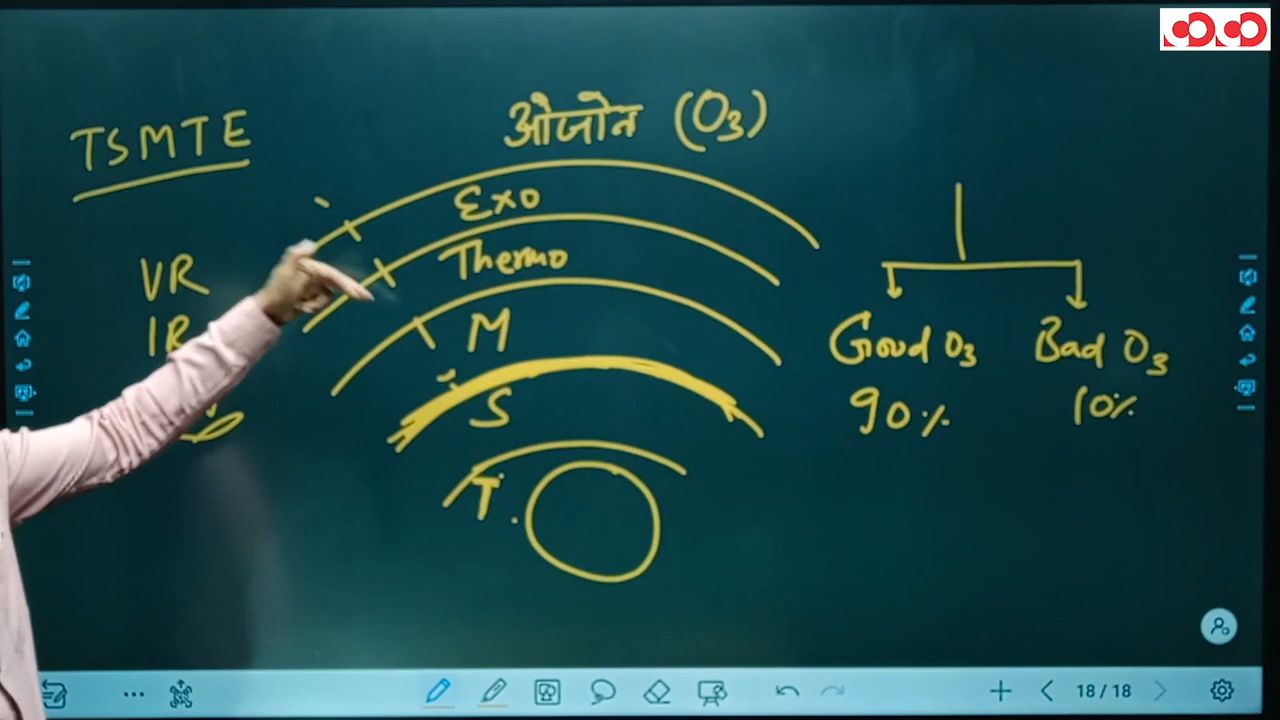 TSMTE
ओजोन (O3)
Exo
Thermo
M
S
T.
VR
IR
Good O3
90%
Bad O3
10%
18 / 18